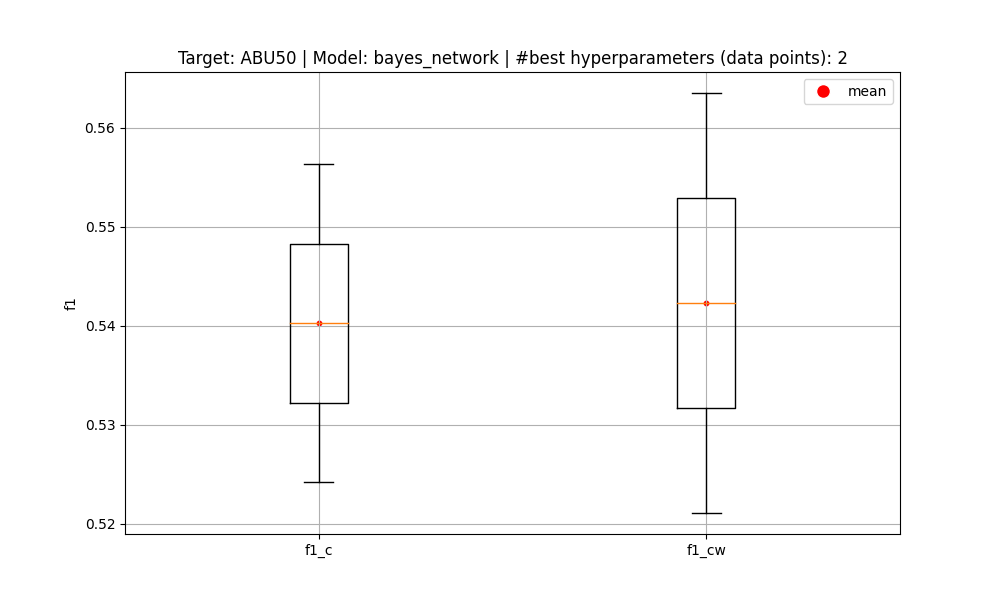 Target: ABU50 | Model: bayes_network | #best hyperparameters (data points): 2
mean
0.56
0.55
0.54
0.53
0.52
f1
f1_c
f1_cw